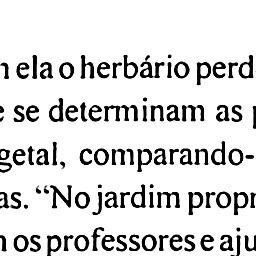 n ela o herbário perd
e se determinam as p
getal, comparando-
as. “No jardim propr
n os professores e aju